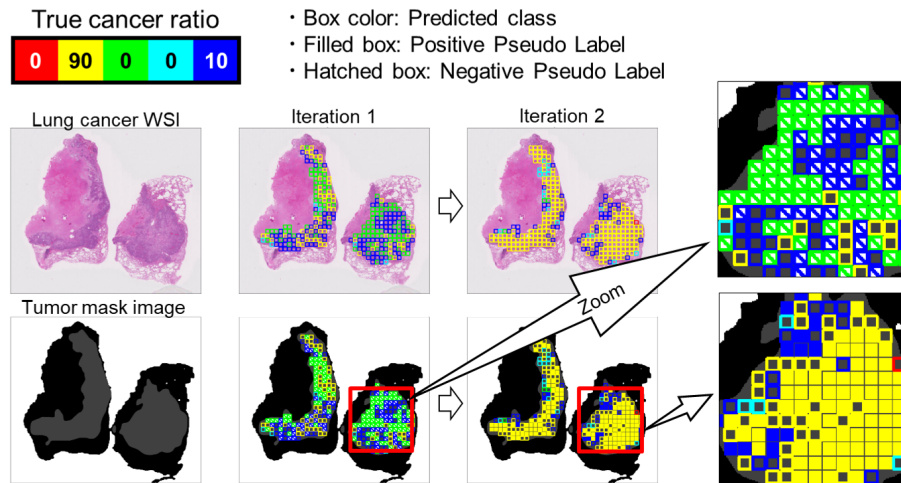 True cancer ratio
0 90 0 0 10
・Box color: Predicted class
・Filled box: Positive Pseudo Label
・Hatched box: Negative Pseudo Label
Lung cancer WSI
Iteration 1
Iteration 2
Zoom
Tumor mask image